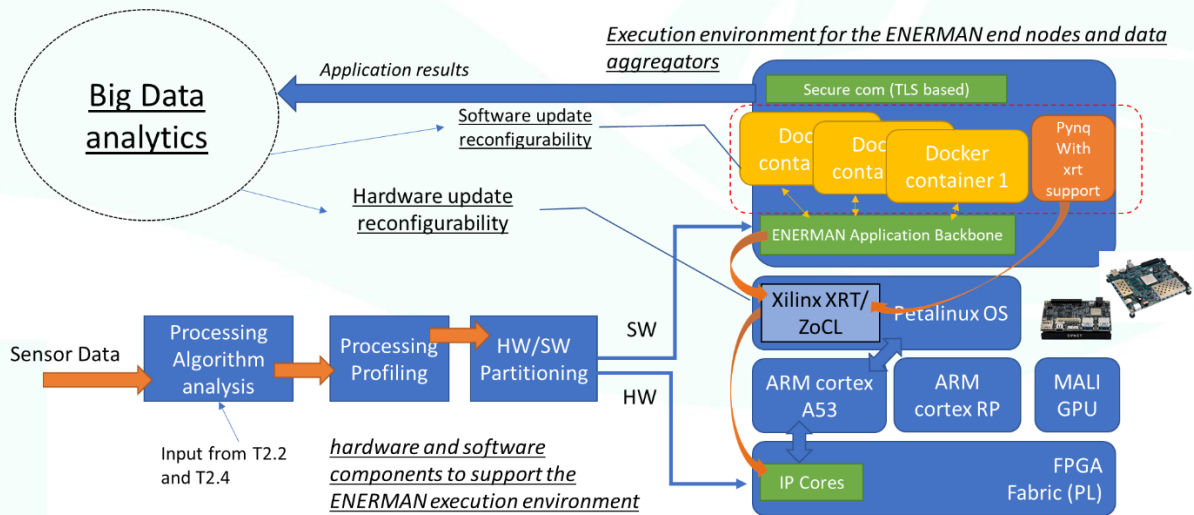 Execution environment for the ENERMAN end nodes and data
aggregators
Application results
Big Data
analytics
Secure com (TLS based)
Software update
reconfigurability
Do
conta
Do
conta
Docker
container 1
Pynq
With
xrt
support
Hardware update
reconfigurability
ENERMAN Application Backbone
Xilinx XRT/
ZoCL
Petalinux OS
Sensor Data
Processing
Algorithm
analysis
Processing
Profiling
HW/SW
Partitioning
SW
HW
ARM cortex
A53
ARM
cortex RP
MALI
GPU
Input from T2.2
and T2.4
hardware and software
components to support the
ENERMAN execution environment
IP Cores
FPGA
Fabric (PL)